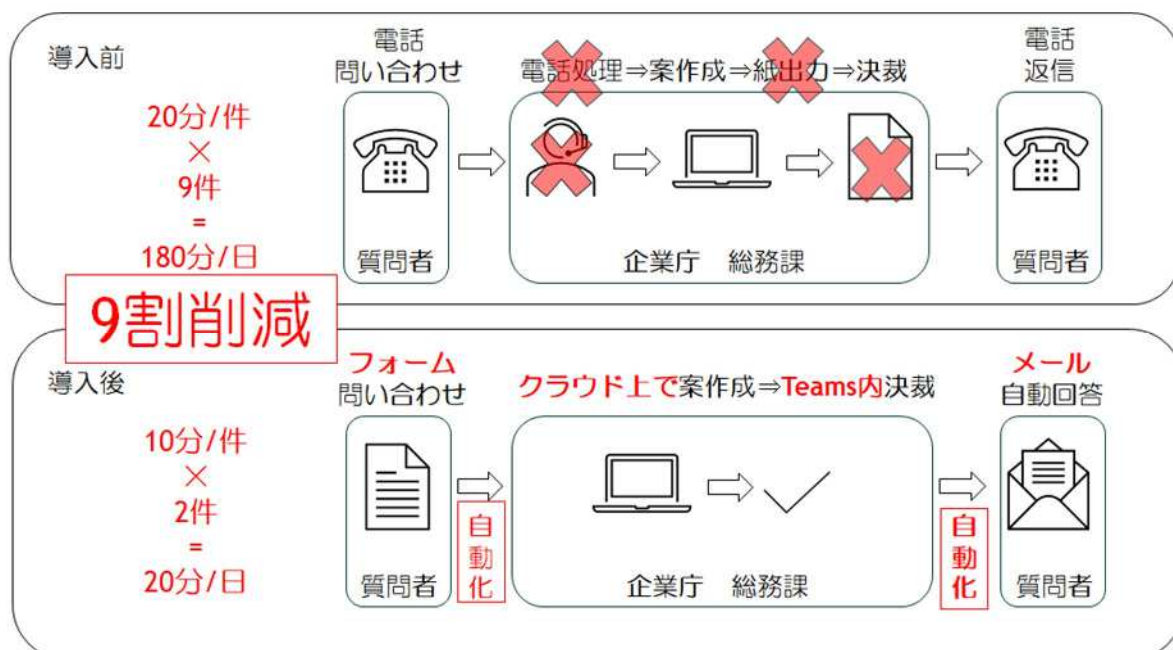 導入前
20分/件
×
9件
=
180分/日
電話
問い合わせ
質問者
電話処理⇒案作成⇒紙出力⇒決裁
企業庁 総務課
電話
返信
質問者
9割削減
導入後
10分/件
×
2件
=
20分/日
フォーム
問い合わせ
質問者
自動化
クラウド上で案作成⇒Teams内決裁
企業庁 総務課
自動化
メール
自動回答
質問者